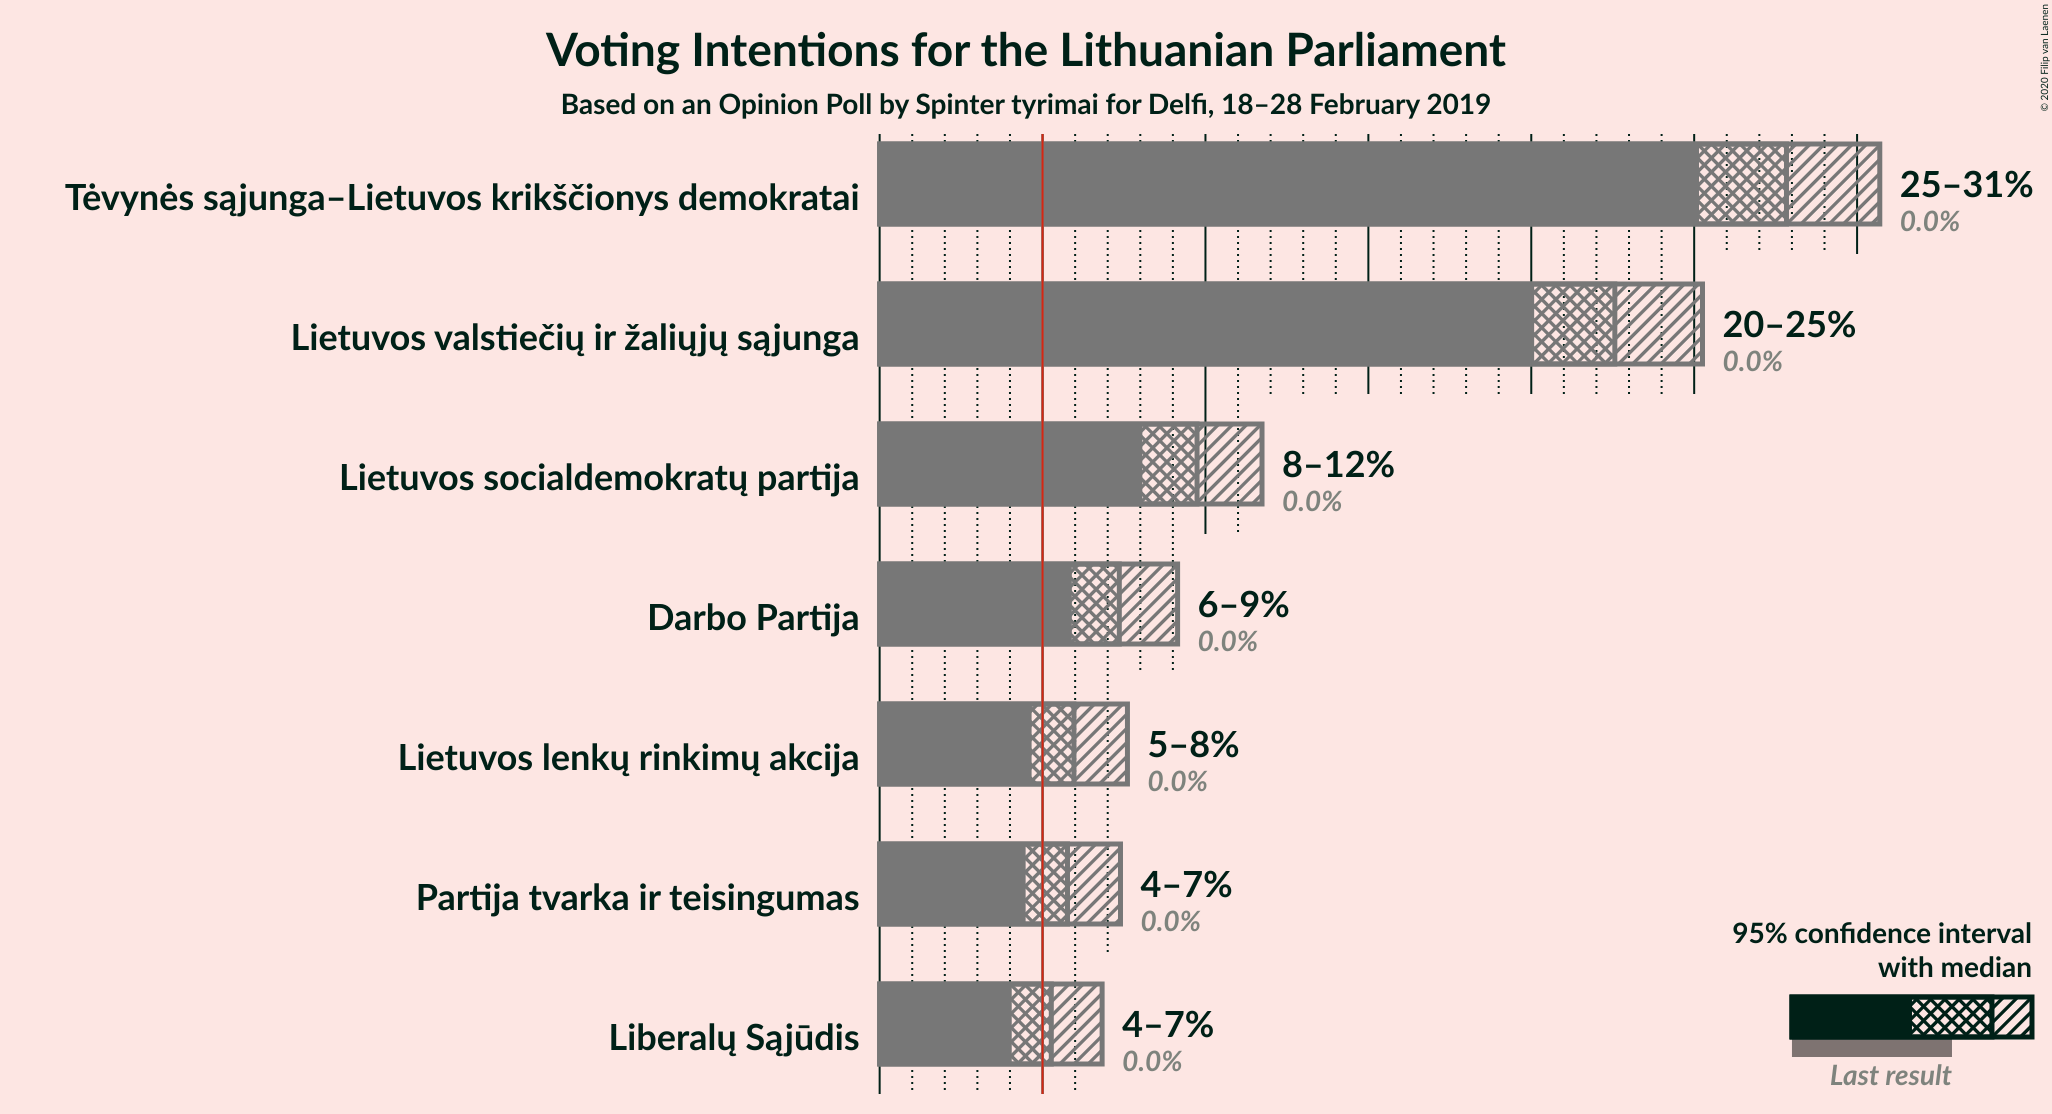 Voting Intentions for the Lithuanian Parliament
Based on an Opinion Poll by Spinter tyrimai for Delfi, 18–28 February 2019
© 2020 Filip van Laenen
Tėvynės sąjunga–Lietuvos krikščionys demokratai
25–31%
0.0%
Lietuvos valstiečių ir žaliųjų sąjunga
20–25%
0.0%
Lietuvos socialdemokratų partija
8–12%
0.0%
Darbo Partija
6–9%
0.0%
Lietuvos lenkų rinkimų akcija
5–8%
0.0%
Partija tvarka ir teisingumas
4–7%
0.0%
Liberalų Sąjūdis
4–7%
0.0%
95% confidence interval
with median
Last result